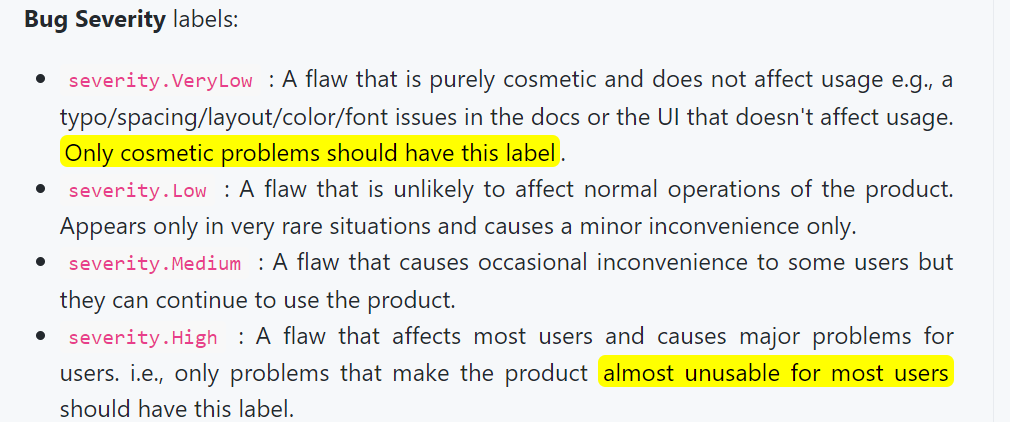 Bug Severity labels:
• severity.VeryLow : A flaw that is purely cosmetic and does not affect usage e.g., a
typo/spacing/layout/color/font issues in the docs or the UI that doesn't affect usage.
Only cosmetic problems should have this label.
• severity.Low : A flaw that is unlikely to affect normal operations of the product.
Appears only in very rare situations and causes a minor inconvenience only.
• severity.Medium : A flaw that causes occasional inconvenience to some users but
they can continue to use the product.
• severity.High : A flaw that affects most users and causes major problems for
users. i.e., only problems that make the product almost unusable for most users
should have this label.